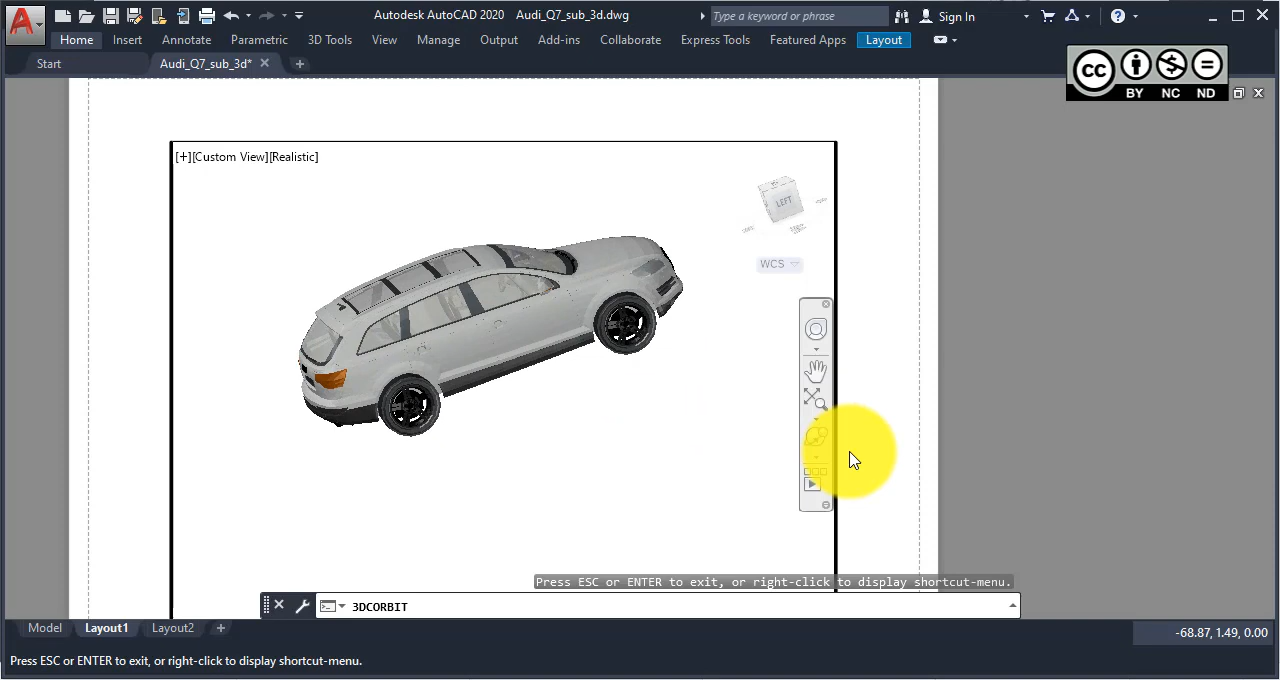 Autodesk AutoCAD 2020 Audi_Q7_sub_3d.dwg
Type a keyword or phrase
Sign In
Home Insert Annotate Parametric 3D Tools View Manage Output Add-ins Collaborate Express Tools Featured Apps Layout
Start Audi_Q7_sub_3d*
cc
BY NC ND
[+][Custom View][Realistic]
LEFT
WCS
Press ESC or ENTER to exit, or right-click to display shortcut-menu.
3DCORBIT
Model Layout1 Layout2
-68.87, 1.49, 0.00
Press ESC or ENTER to exit, or right-click to display shortcut-menu.